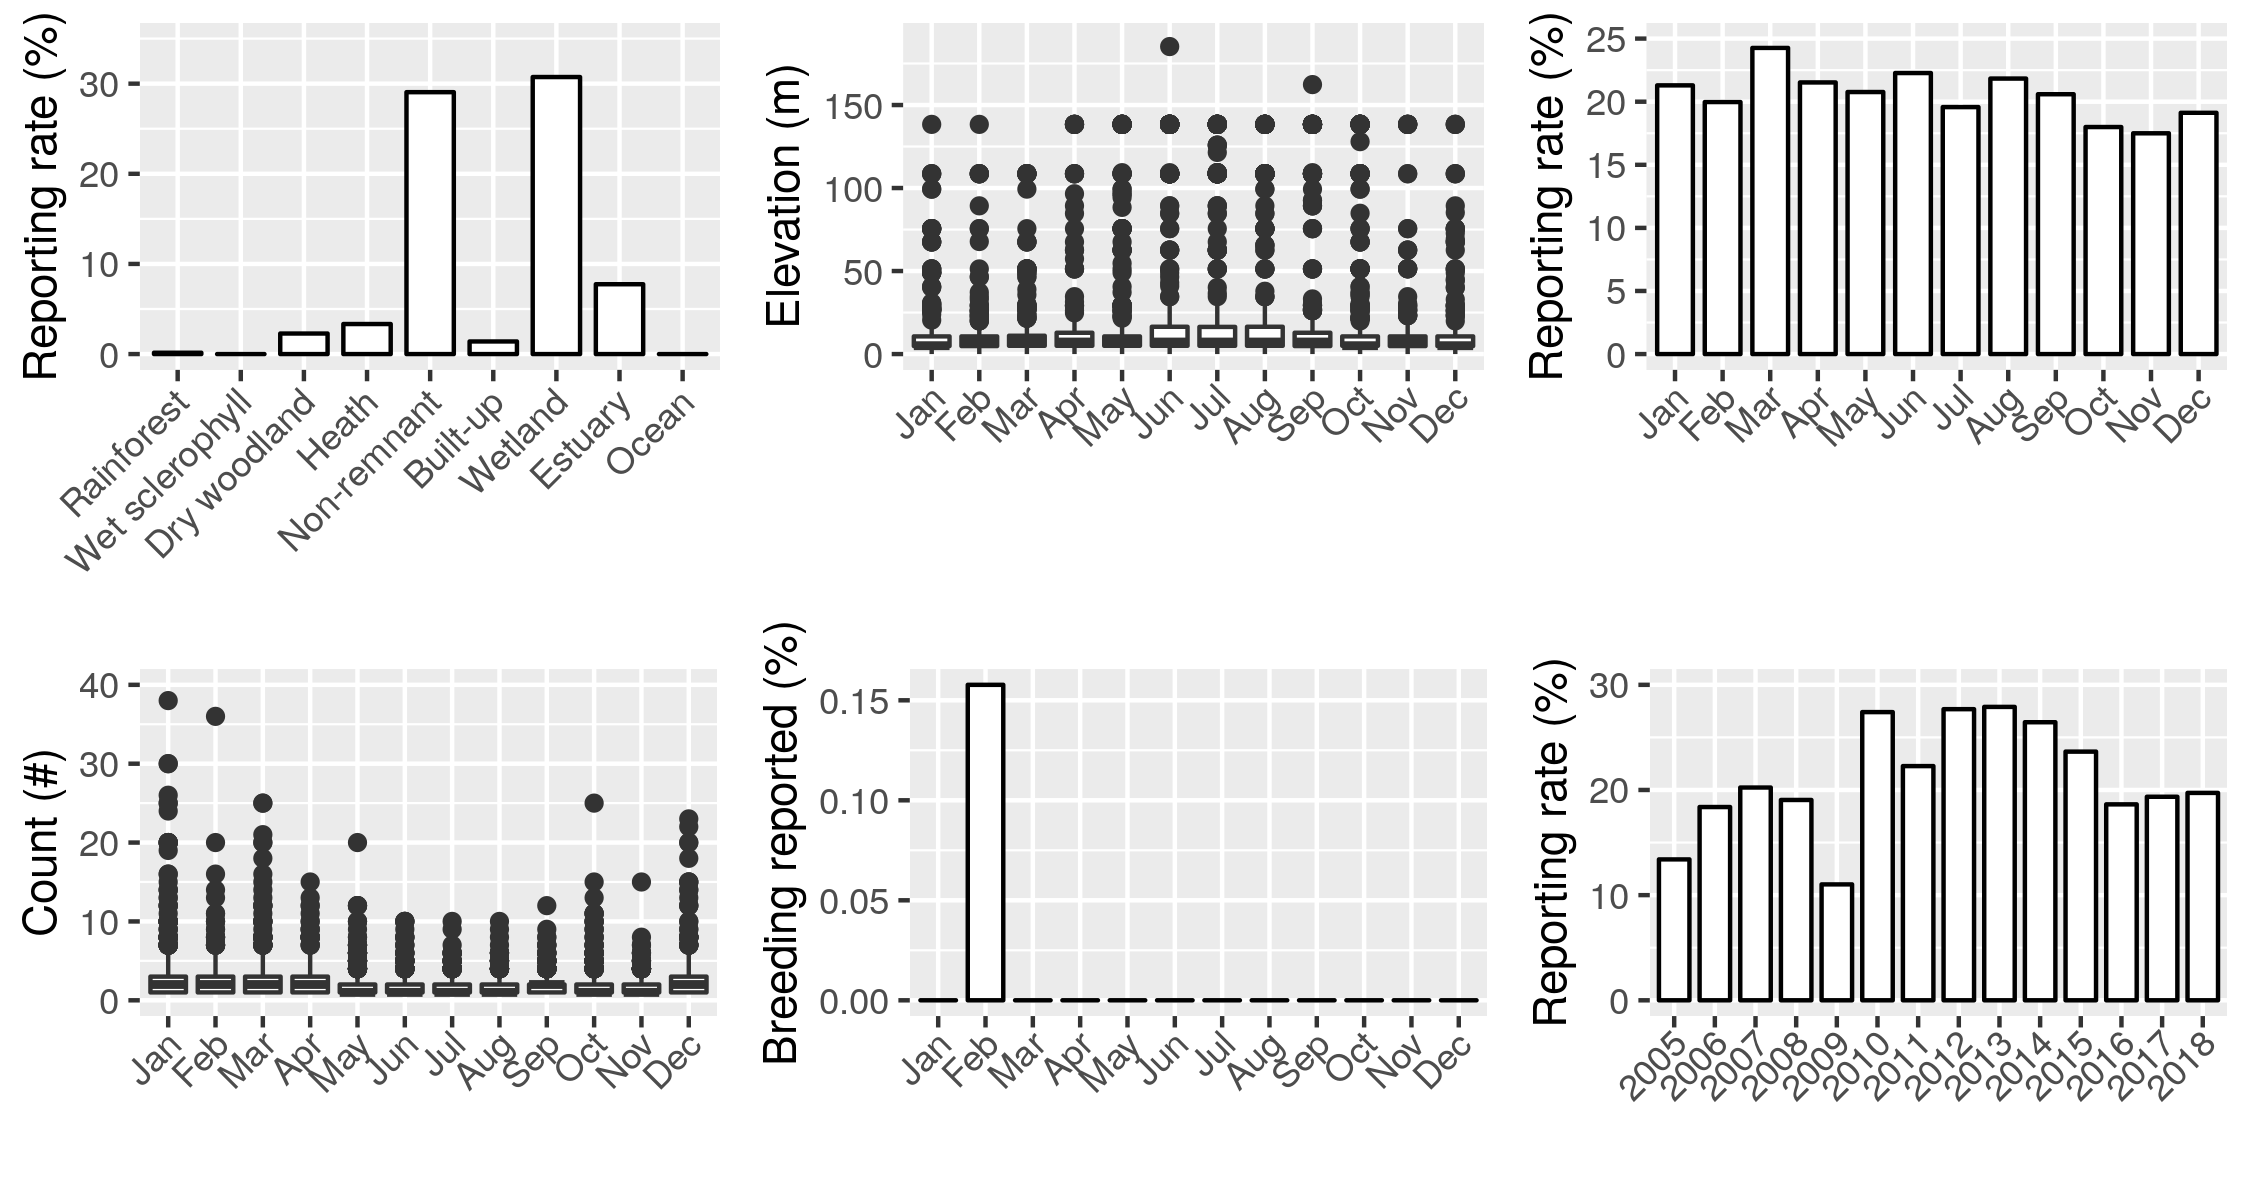 Reporting rate (%)
30
20
10
0
Rainforest
Wet sclerophyll
Dry woodland
Heath
Non-remnant
Built-up
Wetland
Estuary
Ocean
Elevation (m)
150
100
50
0
Jan
Feb
Mar
Apr
May
Jun
Jul
Aug
Sep
Oct
Nov
Dec
Reporting rate (%)
25
20
15
10
5
0
Jan
Feb
Mar
Apr
May
Jun
Jul
Aug
Sep
Oct
Nov
Dec
Count (#)
40
30
20
10
0
Jan
Feb
Mar
Apr
May
Jun
Jul
Aug
Sep
Oct
Nov
Dec
Breeding reported (%)
0.15
0.10
0.05
0.00
Jan
Feb
Mar
Apr
May
Jun
Jul
Aug
Sep
Oct
Nov
Dec
Reporting rate (%)
30
20
10
0
2005
2006
2007
2008
2009
2010
2011
2012
2013
2014
2015
2016
2017
2018